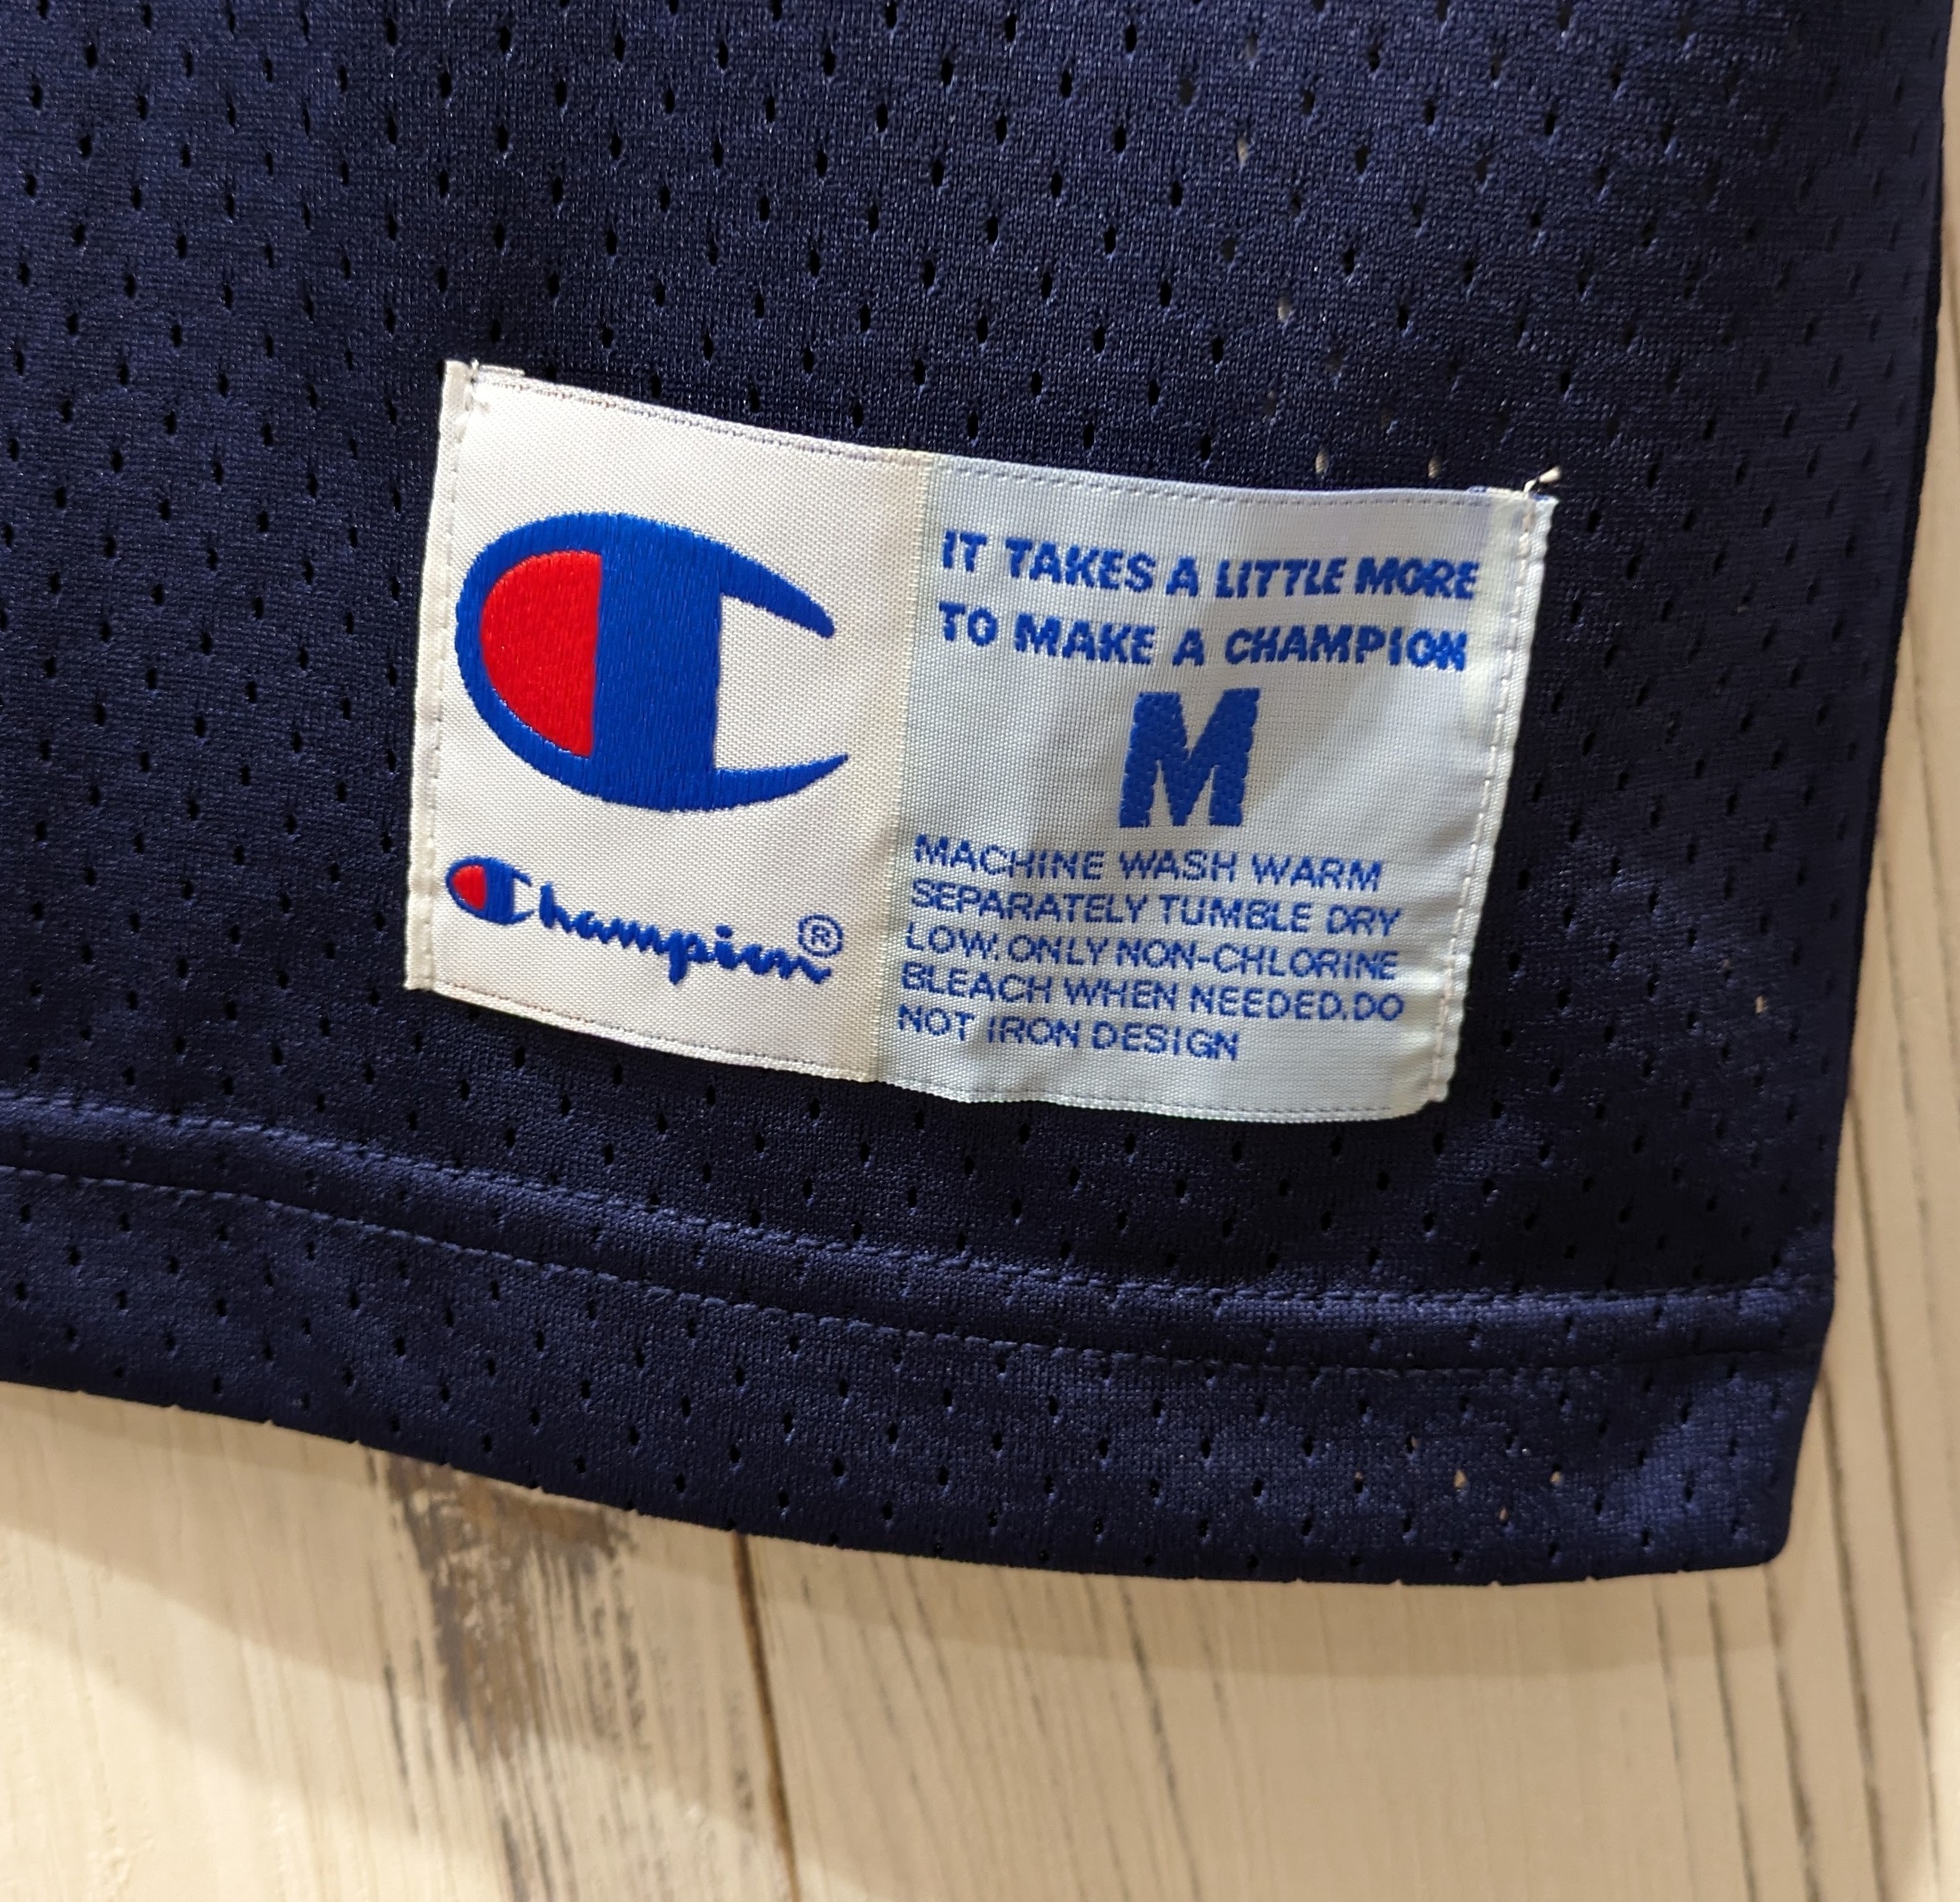 Champion®
IT TAKES A LITTLE MORE
TO MAKE A CHAMPION
M
MACHINE WASH WARM
SEPARATELY TUMBLE DRY
LOW. ONLY NON-CHLORINE
BLEACH WHEN NEEDED. DO
NOT IRON DESIGN